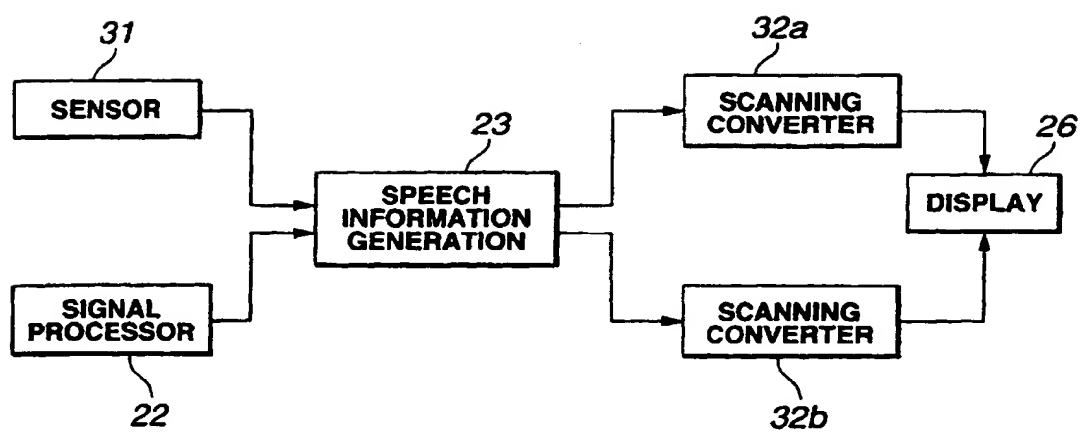 31
SENSOR
32a
SCANNING
CONVERTER
23
SPEECH
INFORMATION
GENERATION
26
DISPLAY
SIGNAL
PROCESSOR
22
SCANNING
CONVERTER
32b